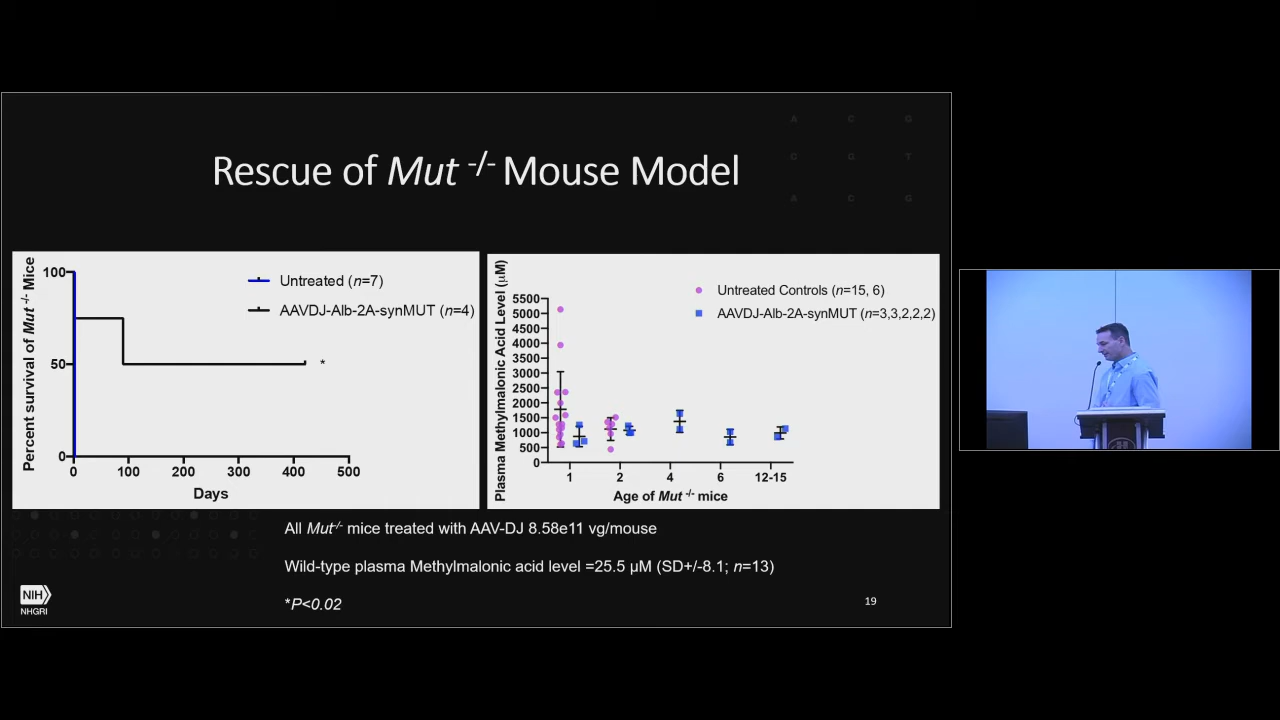 A C G
C G T
A C G
Rescue of Mut -/- Mouse Model
Percent survival of Mut -/- Mice
100
50
0
0 100 200 300 400 500
Days
Untreated (n=7)
AAVDJ-Alb-2A-synMUT (n=4)
*
Plasma Methylmalonic Acid Level (μM)
5500
5000
4500
4000
3500
3000
2500
2000
1500
1000
500
0
1 2 4 6 12-15
Age of Mut -/- mice
Untreated Controls (n=15, 6)
AAVDJ-Alb-2A-synMUT (n=3,3,2,2,2)
All Mut-/- mice treated with AAV-DJ 8.58e11 vg/mouse
Wild-type plasma Methylmalonic acid level =25.5 µM (SD+/-8.1; n=13)
*P<0.02
NIH
NHGRI
19